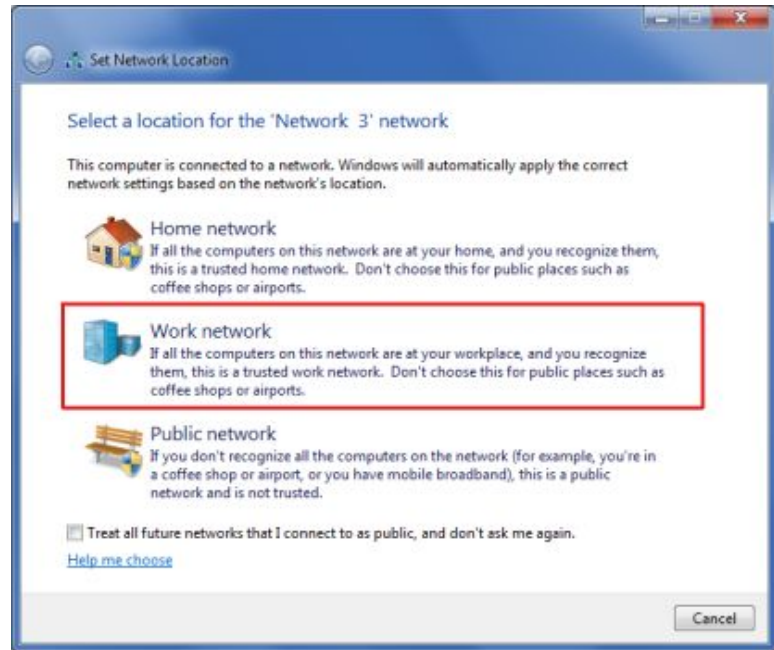 Set Network Location
Select a location for the 'Network 3' network
This computer is connected to a network. Windows will automatically apply the correct
network settings based on the network's location.
Home network
If all the computers on this network are at your home, and you recognize them,
this is a trusted home network. Don't choose this for public places such as
coffee shops or airports.
Work network
If all the computers on this network are at your workplace, and you recognize
them, this is a trusted work network. Don't choose this for public places such as
coffee shops or airports.
Public network
If you don't recognize all the computers on the network (for example, you're in
a coffee shop or airport, or you have mobile broadband), this is a public
network and is not trusted.
Treat all future networks that I connect to as public, and don't ask me again.
Help me choose
Cancel